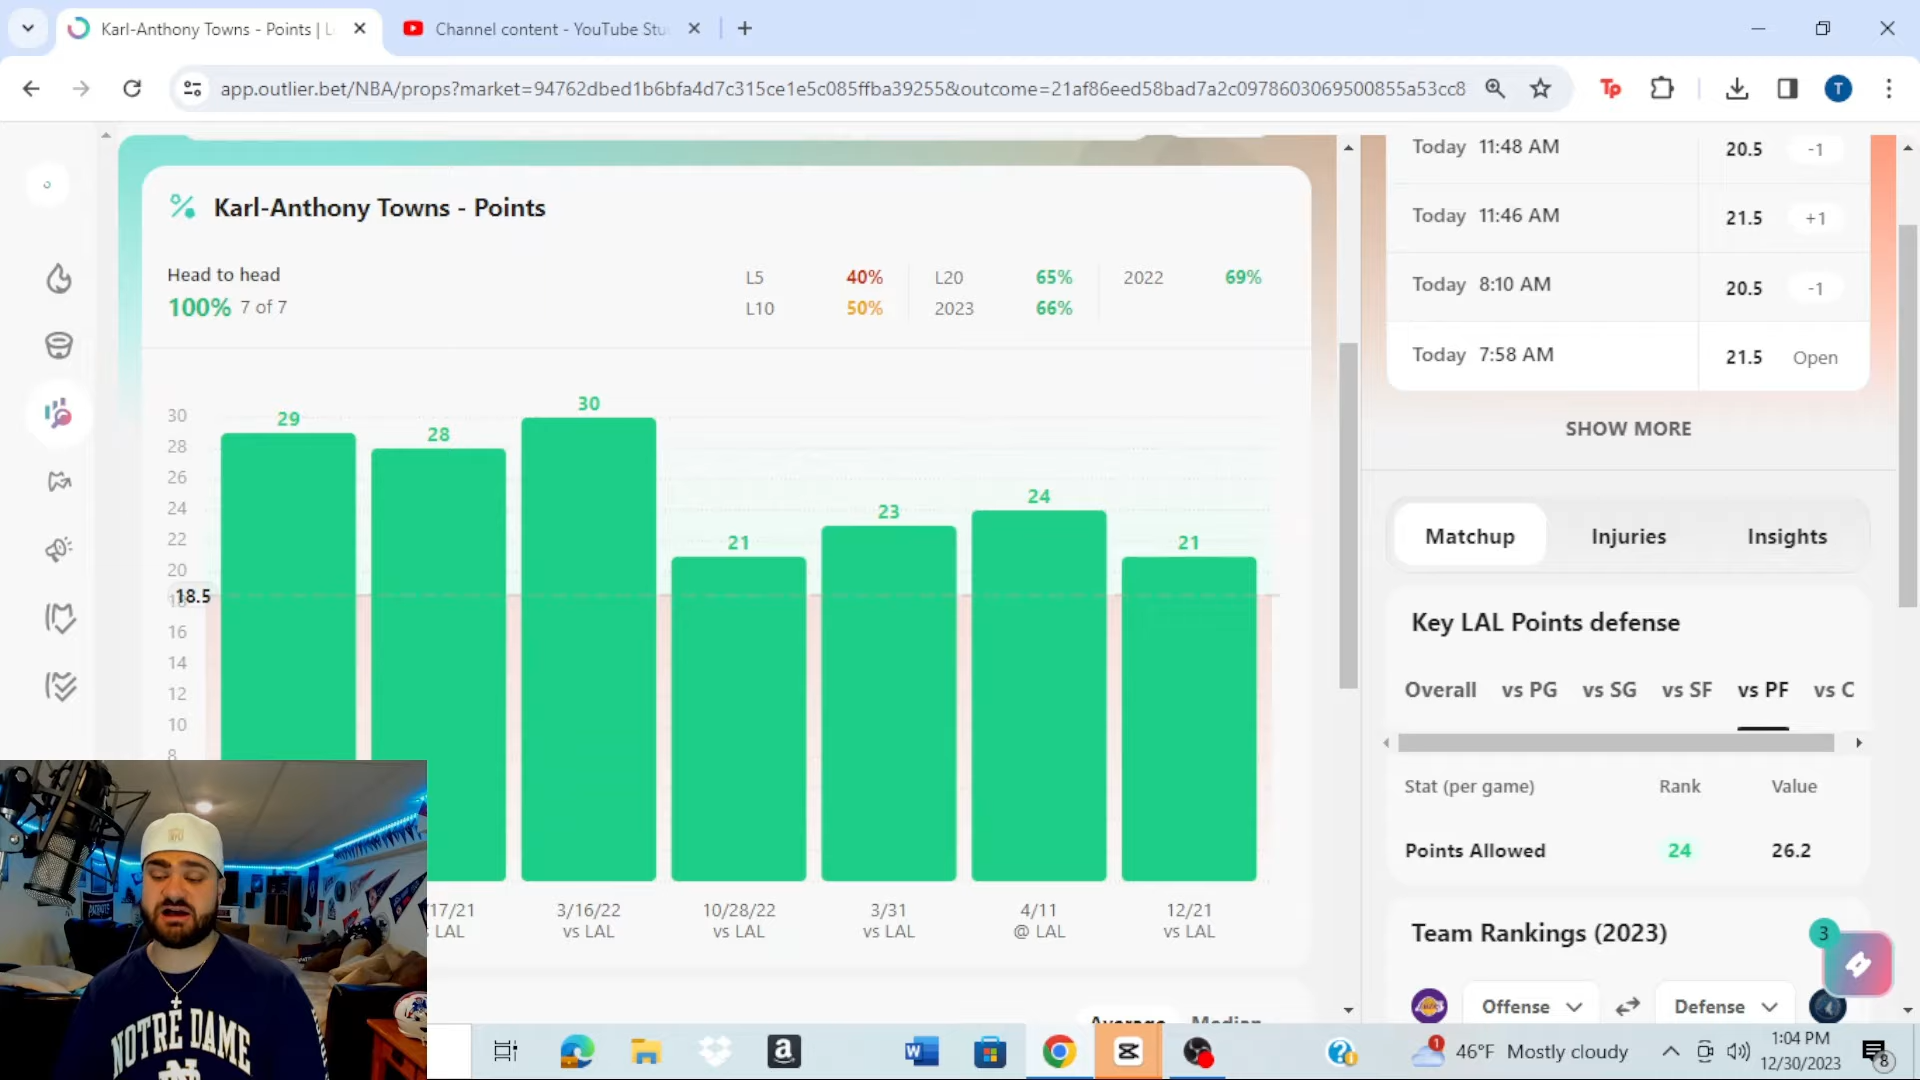 Karl-Anthony Towns - Points | L
Channel content - YouTube Stu
app.outlier.bet/NBA/props?market=94762dbed1b6bfa4d7c315ce1e5c085ffba39255&outcome=21af86eed58bad7a2c0978603069500855a53cc8
Tp
T
Karl-Anthony Towns - Points
Head to head
100% 7 of 7
L5 40% L20 65% 2022 69%
L10 50% 2023 66%
30
28
26
24
22
20
18.5
16
14
12
10
8
29
28
30
21
23
24
21
17/21
LAL
3/16/22
vs LAL
10/28/22
vs LAL
3/31
vs LAL
4/11
@ LAL
12/21
vs LAL
Average Median
Today 11:48 AM 20.5 -1
Today 11:46 AM 21.5 +1
Today 8:10 AM 20.5 -1
Today 7:58 AM 21.5 Open
SHOW MORE
Matchup Injuries Insights
Key LAL Points defense
Overall vs PG vs SG vs SF vs PF vs C
Stat (per game) Rank Value
Points Allowed 24 26.2
Team Rankings (2023)
3
Offense Defense
PATRIOTS
NOTRE DAME
ND
a
W
1
46°F Mostly cloudy
1:04 PM
12/30/2023
8